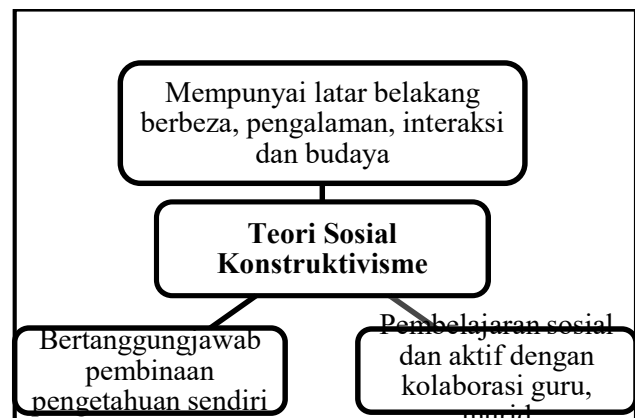 Mempunyai latar belakang
berbeza, pengalaman, interaksi
dan budaya
Teori Sosial
Konstruktivisme
Bertanggungjawab
pembinaan
pengetahuan sendiri
Pembelajaran sosial
dan aktif dengan
kolaborasi guru,
murid